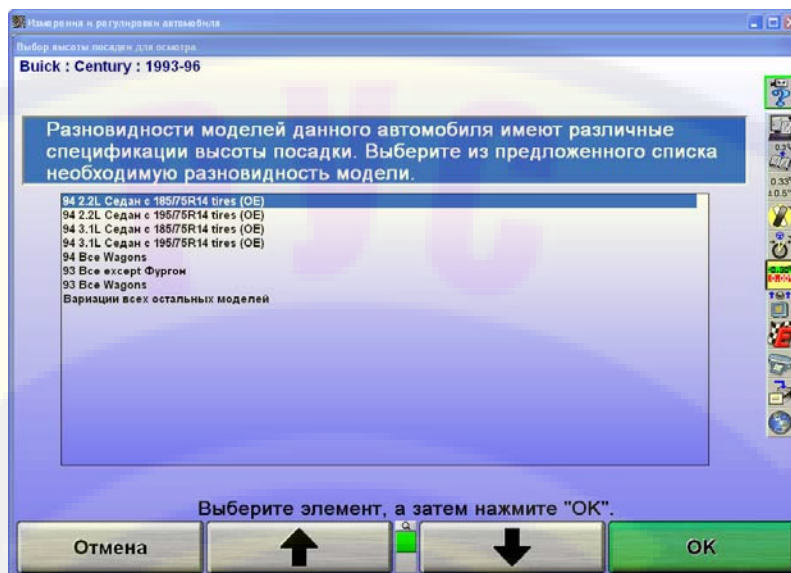 Измерения и регулировки автомобиля
Выбор высоты посадки для осмотра
Buick : Century : 1993-96
Разновидности моделей данного автомобиля имеют различные
спецификации высоты посадки. Выберите из предложенного списка
необходимую разновидность модели.
94 2.2L Седан с 185/75R14 tires (OE)
94 2.2L Седан с 195/75R14 tires (OE)
94 3.1L Седан с 185/75R14 tires (OE)
94 3.1L Седан с 195/75R14 tires (OE)
94 Все Wagons
93 Все except Фургон
93 Все Wagons
Вариации всех остальных моделей
Выберите элемент, а затем нажмите "OK".
Отмена
OK